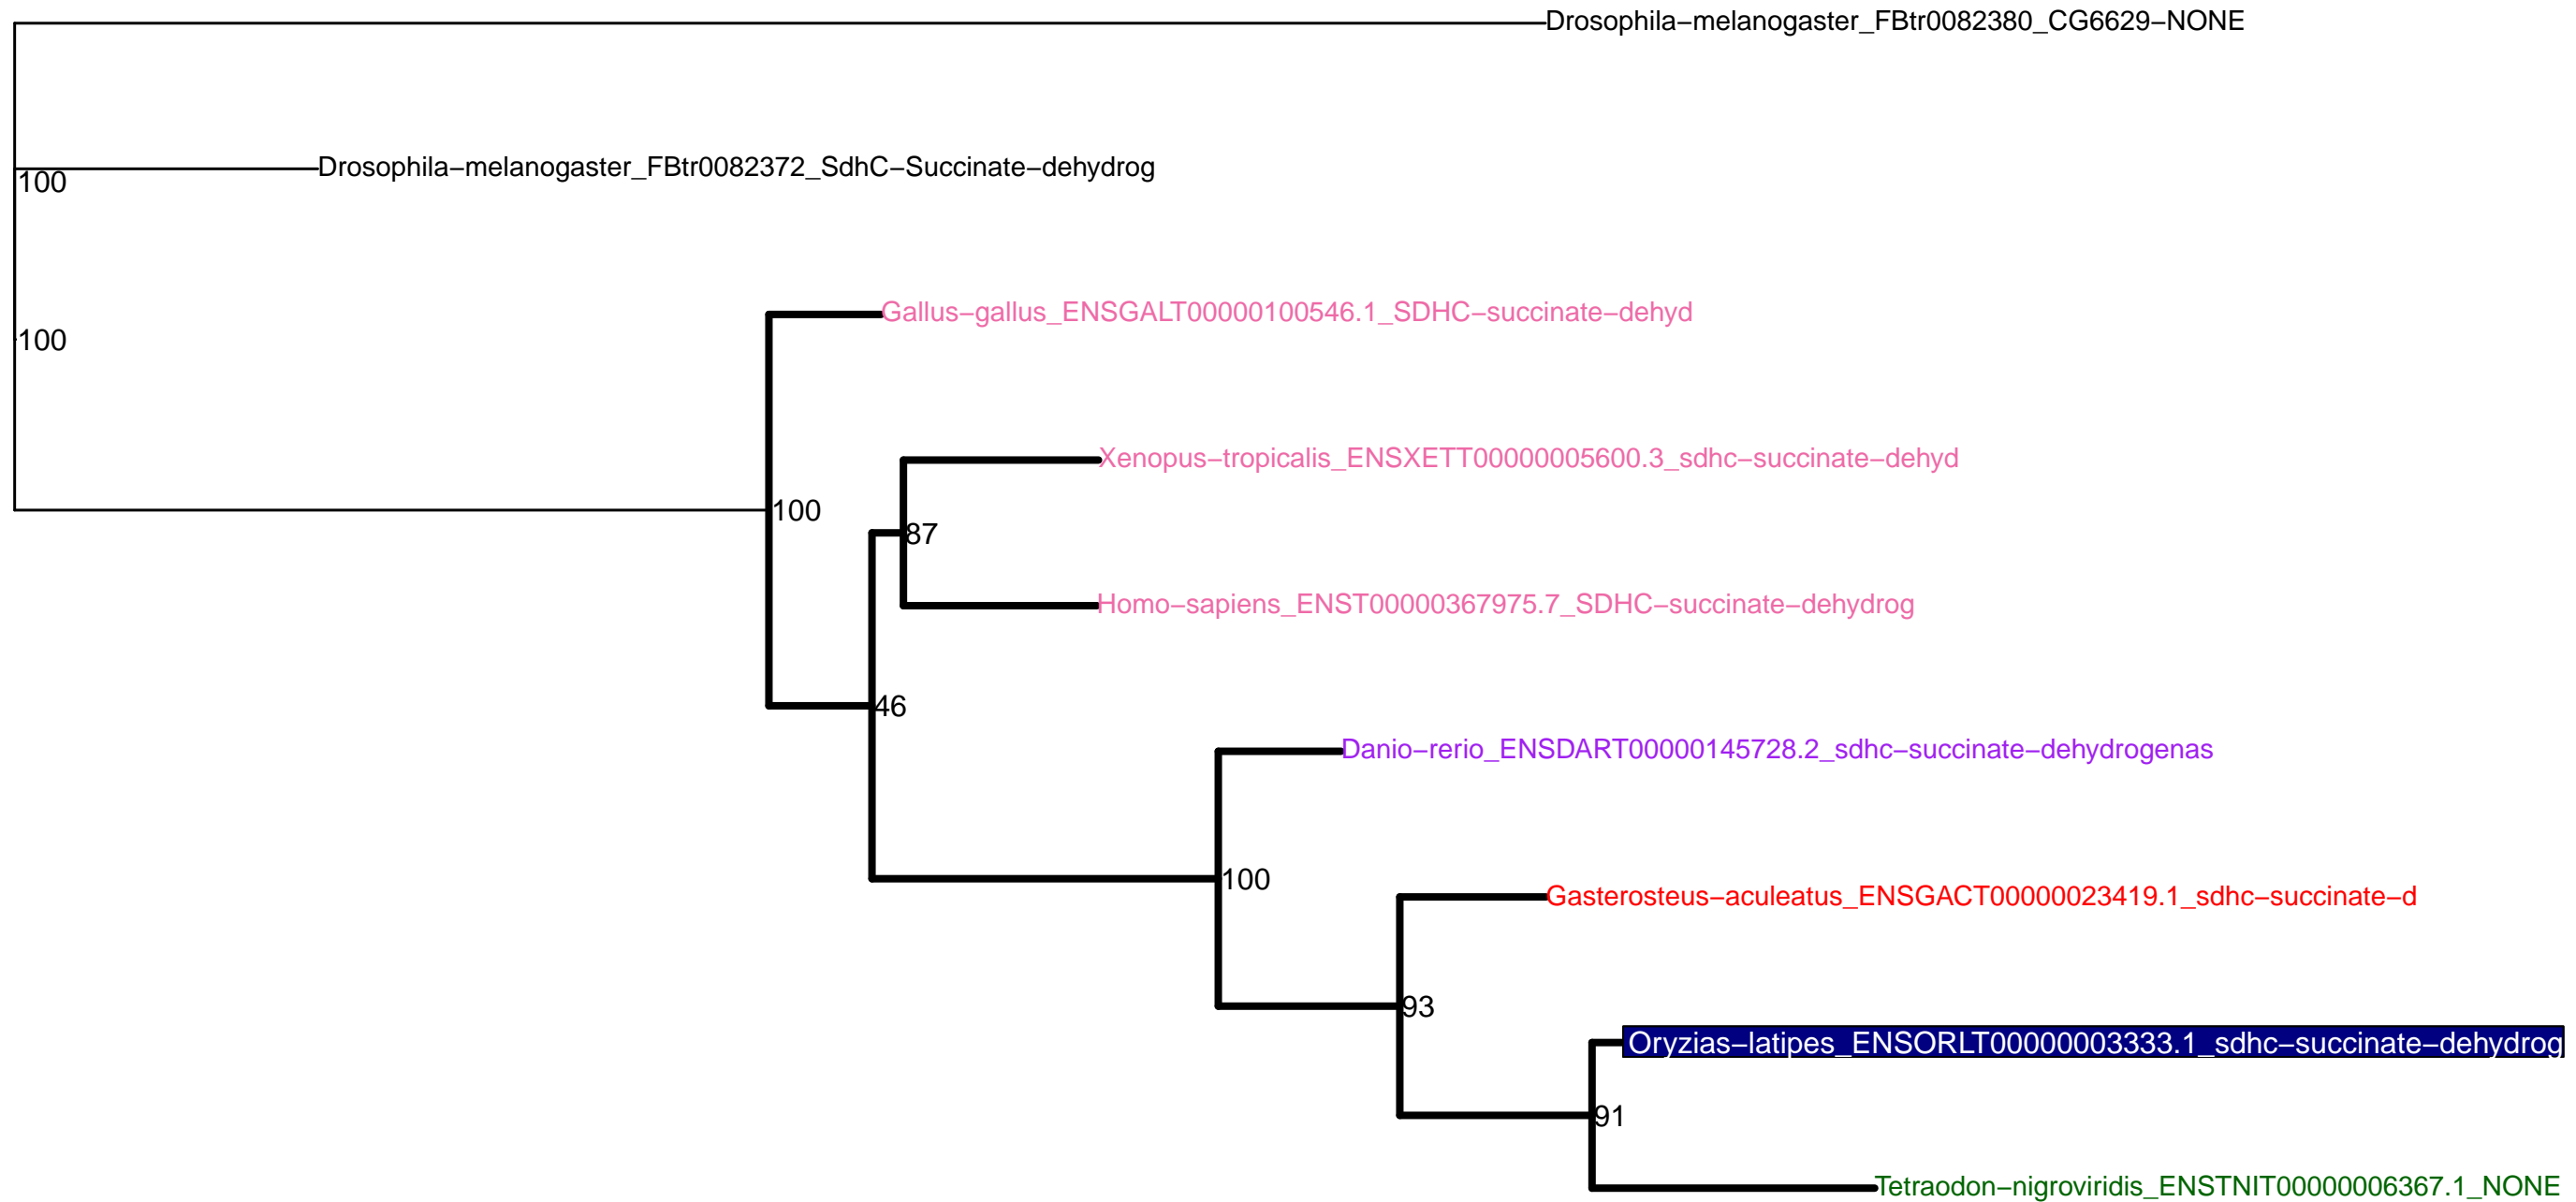 Drosophila−melanogaster_FBtr0082380_CG6629−NONE
Drosophila−melanogaster_FBtr0082372_SdhC−Succinate−dehydrog
100
Gallus−gallus_ENSGALT00000100546.1_SDHC−succinate−dehyd
100
Xenopus−tropicalis_ENSXETT00000005600.3_sdhc−succinate−dehyd
100
87
Homo−sapiens_ENST00000367975.7_SDHC−succinate−dehydrog
46
Danio−rerio_ENSDART00000145728.2_sdhc−succinate−dehydrogenas
100
Gasterosteus−aculeatus_ENSGACT00000023419.1_sdhc−succinate−d
93
Oryzias−latipes_ENSORLT00000003333.1_sdhc−succinate−dehydrog
91
Tetraodon−nigroviridis_ENSTNIT00000006367.1_NONE